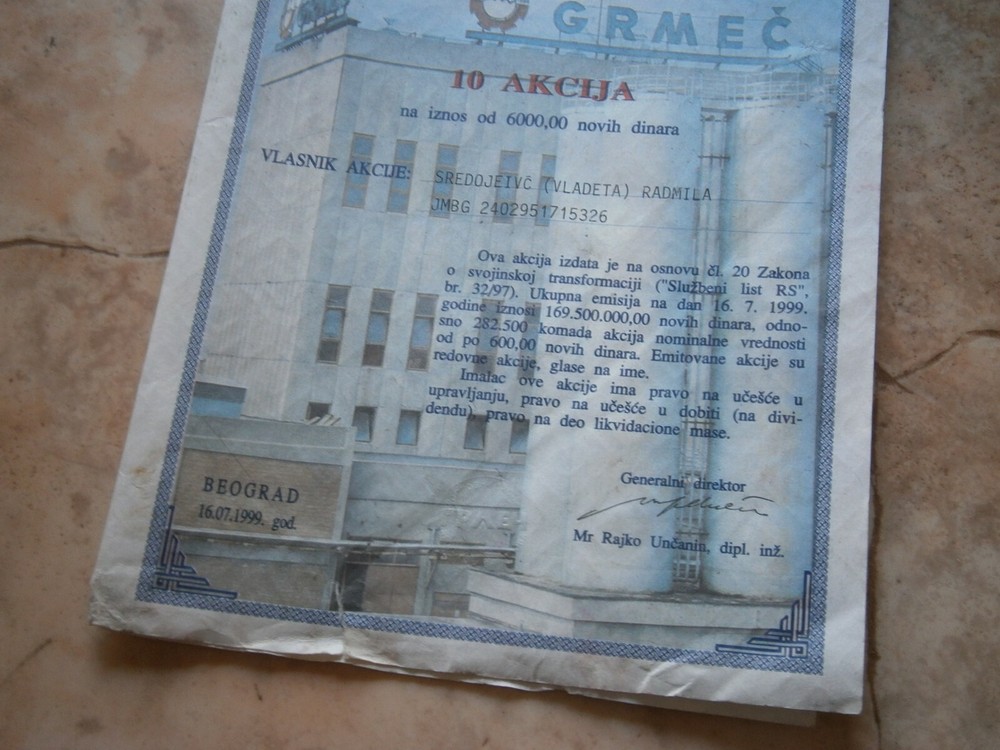 GRMEČ
10 AKCIJA
na iznos od 6000,00 novih dinara
VLASNIK AKCIJE: SREDOJEIVČ (VLADETA) RADMILA
JMBG 2402951715326
Ova akcija izdata je na osnovu čl. 20 Zakona
o svojinskoj transformaciji ("Službeni list RS",
br. 32/97). Ukupna emisija na dan 16. 7. 1999.
godine iznosi 169.500.000,00 novih dinara, odno-
sno 282.500 komada akcija nominalne vrednosti
od po 600,00 novih dinara. Emitovane akcije su
redovne akcije, glase na ime.
Imalac ove akcije ima pravo na učešće u
upravljanju, pravo na učešće u dobiti (na divi-
dendu), pravo na deo likvidacione mase.
Generalni direktor
Mr Rajko Unčanin, dipl. inž.
BEOGRAD
16.07.1999. god.